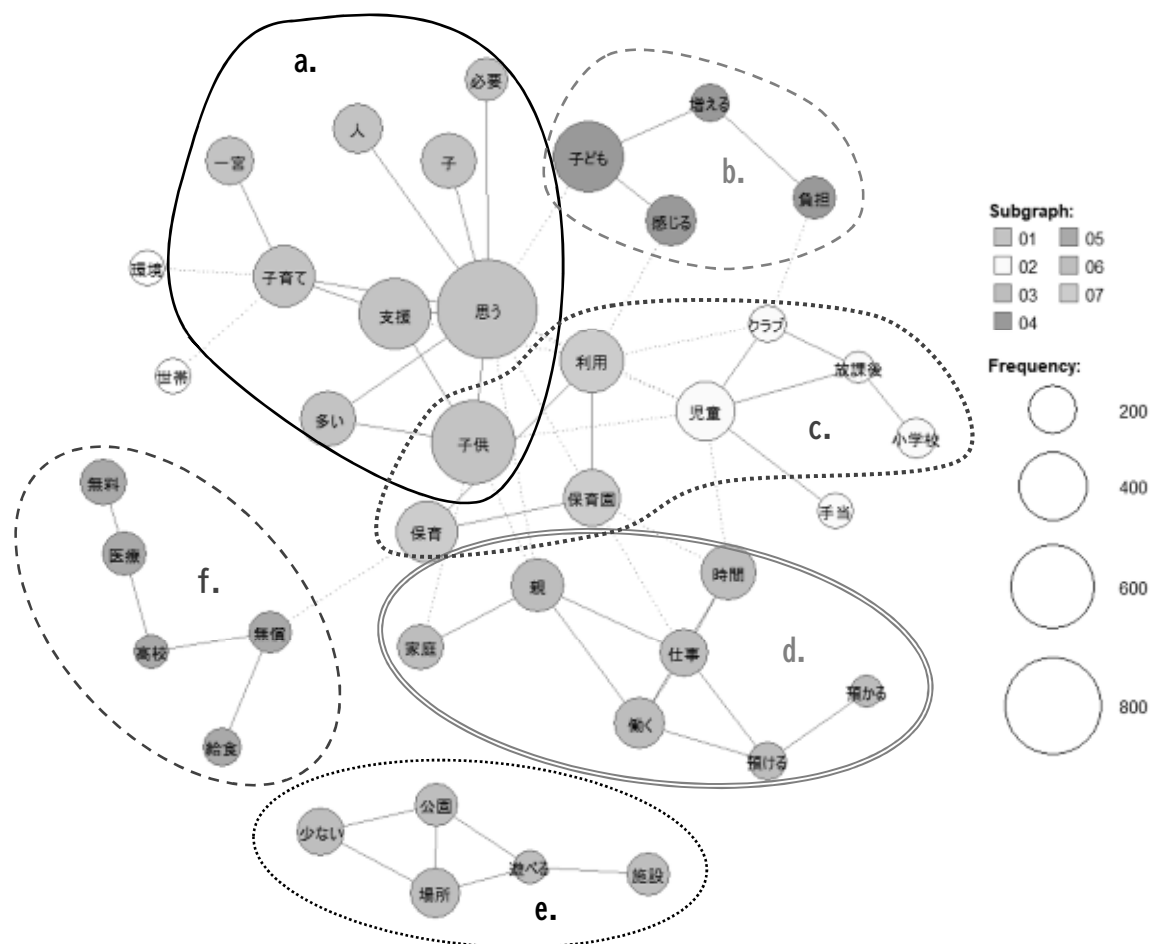 a.
必要
人
子
一宮
環境
子育て
支援
思う
世帯
多い
子供
増える
子ども
b.
負担
感じる
クラブ
利用
放課後
児童
c.
小学校
保育園
手当
保育
無料
医療
f.
無償
高校
給食
親
時間
家庭
仕事
d.
預かる
働く
預ける
公園
少ない
遊べる
施設
場所
e.
Subgraph:
01 05
02 06
03 07
04
Frequency:
200
400
600
800